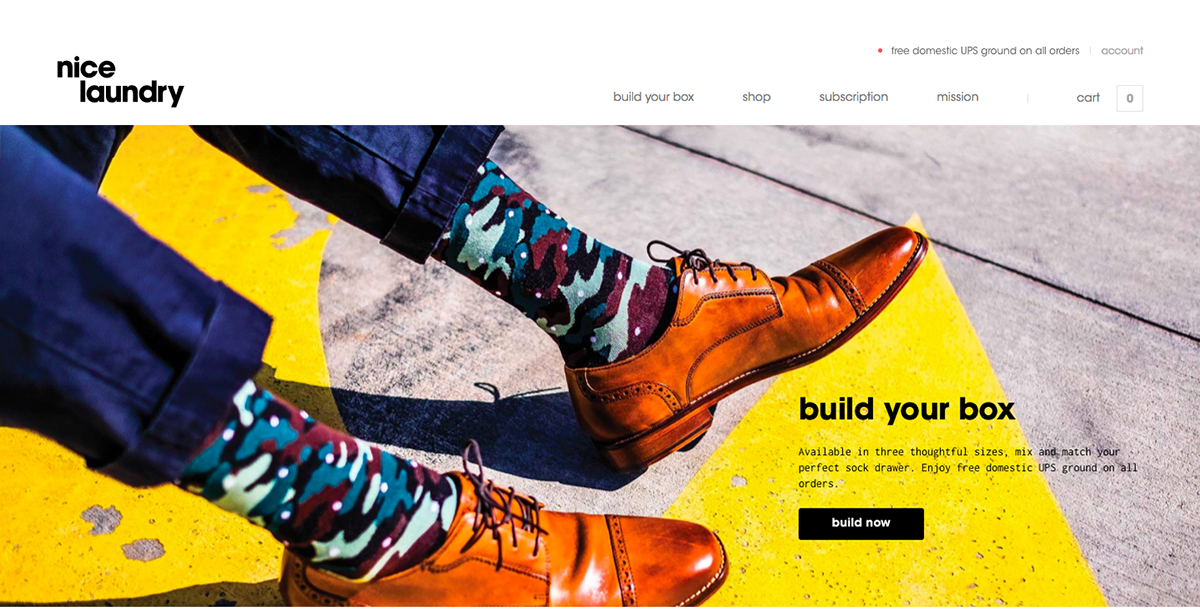 free domestic UPS ground on all orders
account
nice
laundry
build your box
shop
subscription
mission
cart
0
build your box
Available in three thoughtful sizes, mix and match your
perfect sock drawer. Enjoy free domestic UPS ground on all
orders.
build now